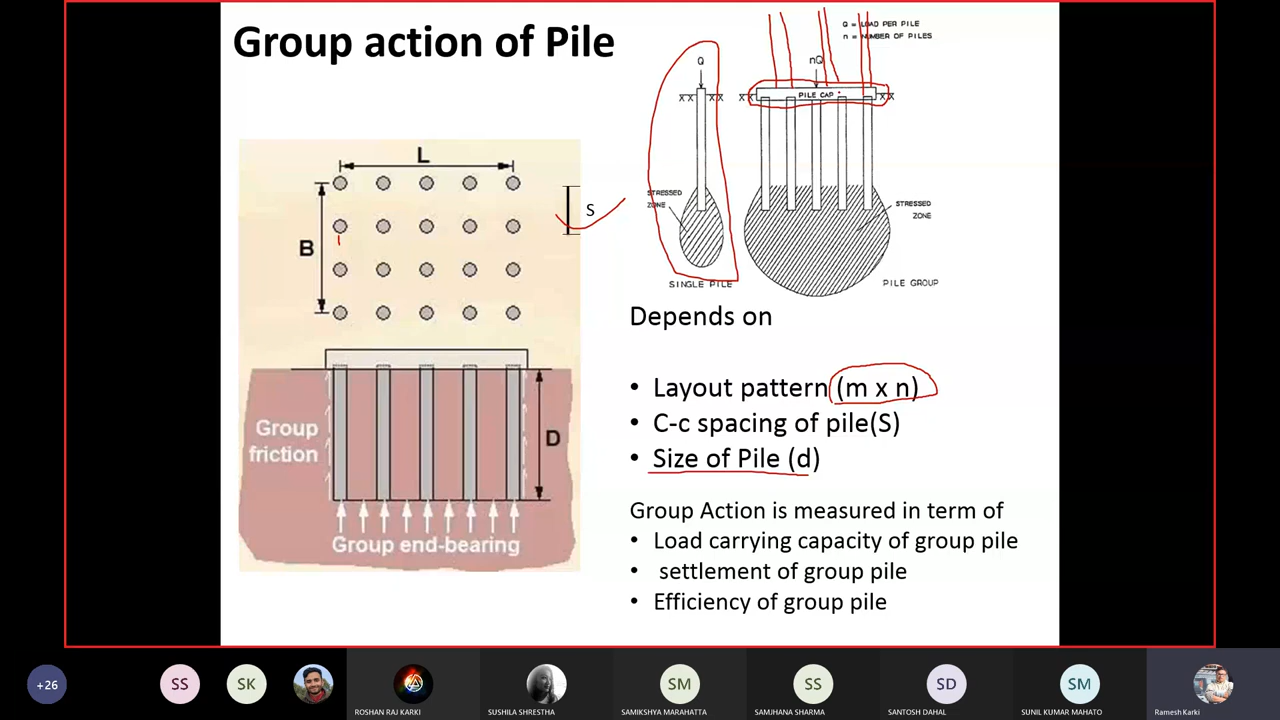 Group action of Pile
Q = LOAD PER PILE
n = NUMBER OF PILES
Q
nQ
PILE CAP
L
B
S
STRESSED
ZONE
STRESSED
ZONE
SINGLE PILE
PILE GROUP
Depends on
• Layout pattern (m x n)
• C-c spacing of pile(S)
• Size of Pile (d)
Group
friction
D
Group end-bearing
Group Action is measured in term of
• Load carrying capacity of group pile
• settlement of group pile
• Efficiency of group pile
+26
SS
SK
SM
SS
SD
SM
ROSHAN RAJ KARKI
SUSHILA SHRESTHA
SAMIKSHYA MARAHATTA
SAMJHANA SHARMA
SANTOSH DAHAL
SUNIL KUMAR MAHATO
Ramesh Karki